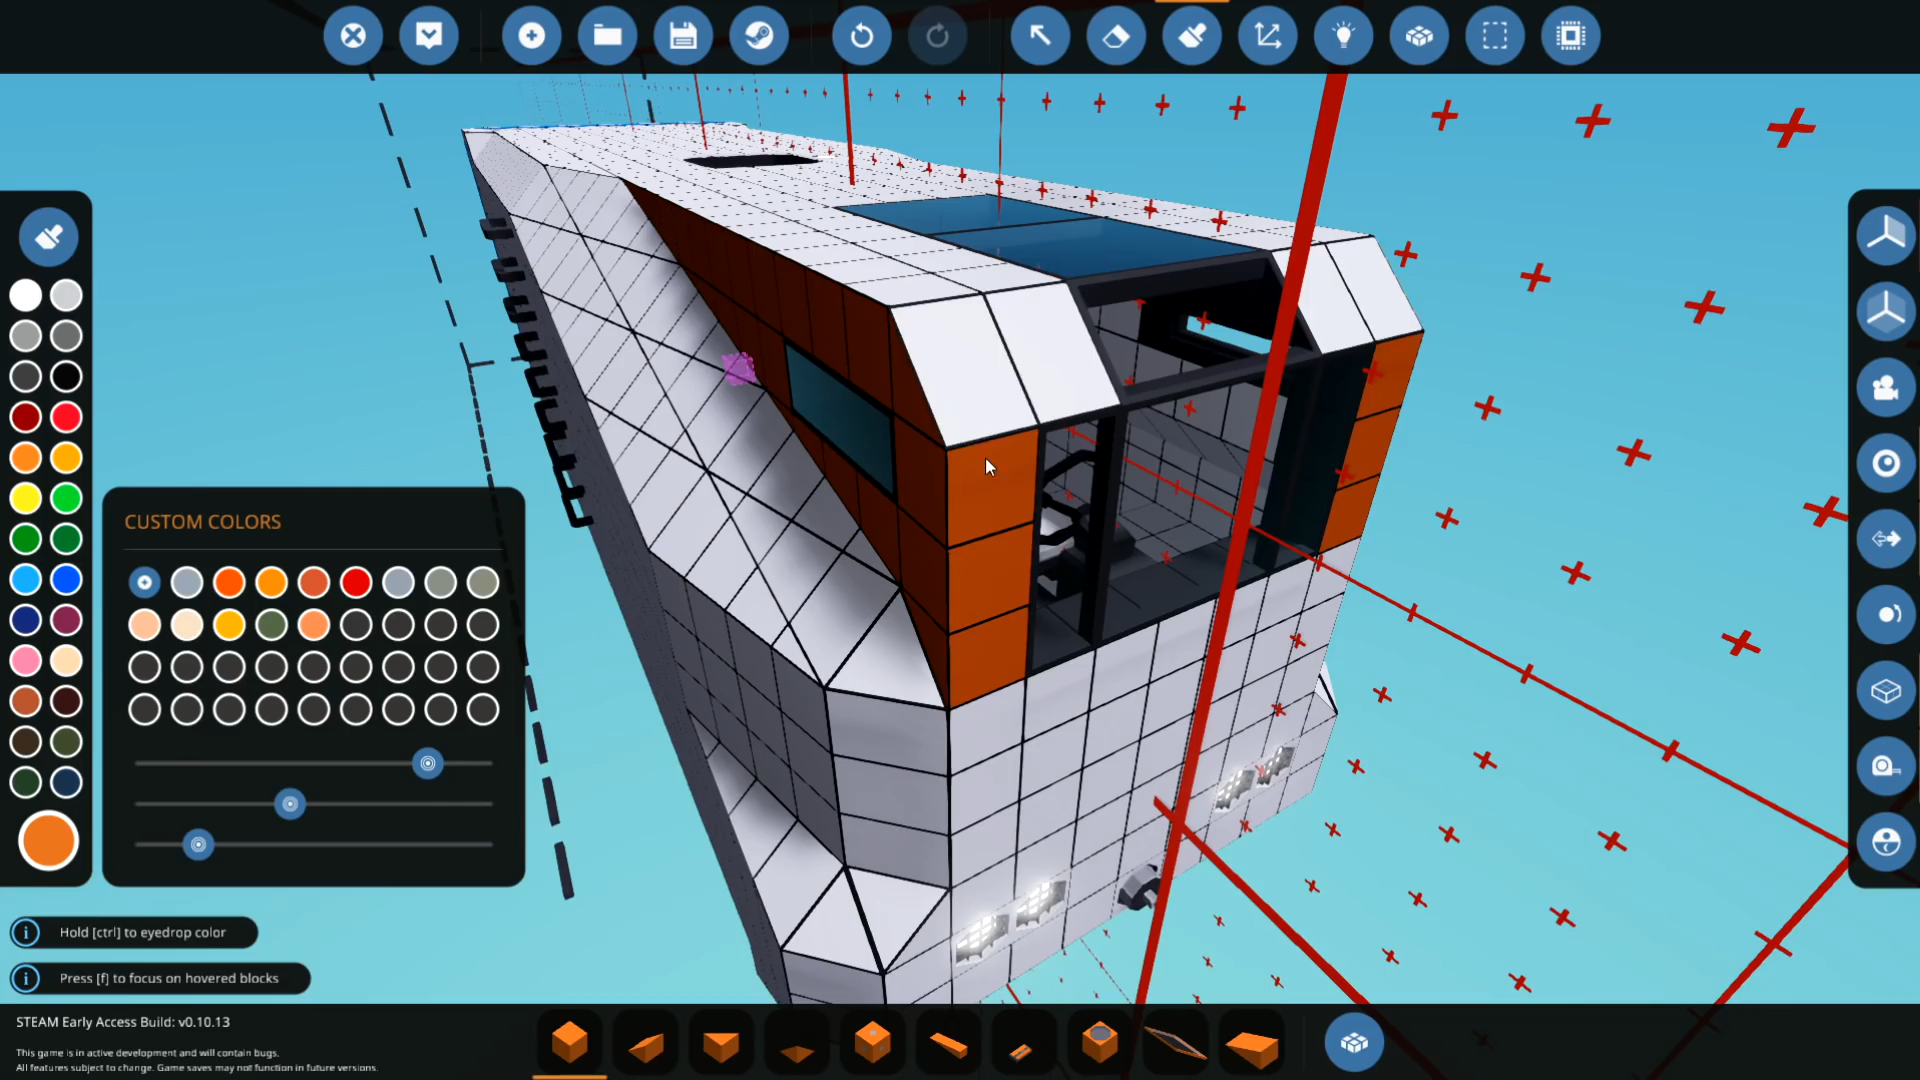 CUSTOM COLORS
Hold [ctrl] to eyedrop color
Press [f] to focus on hovered blocks
STEAM Early Access Build: v0.10.13
This game is in active development and will contain bugs.
All features subject to change. Game saves may not function in future versions.